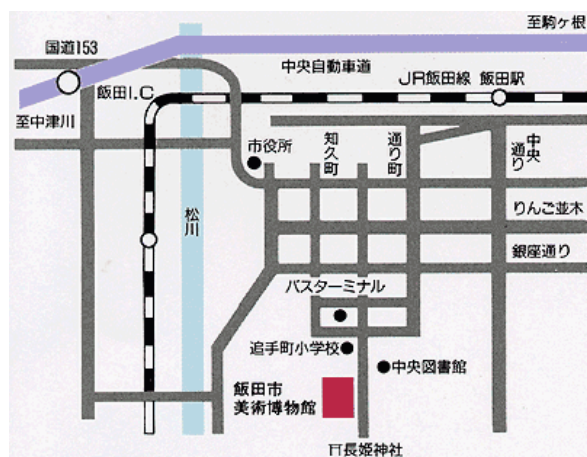 至駒ヶ根
国道153
中央自動車道
飯田I.C
JR飯田線 飯田駅
至中津川
市役所
知久町
通り町
中央
通り
りんご並木
松川
銀座通り
バスターミナル
追手町小学校
中央図書館
飯田市
美術博物館
长姫神社